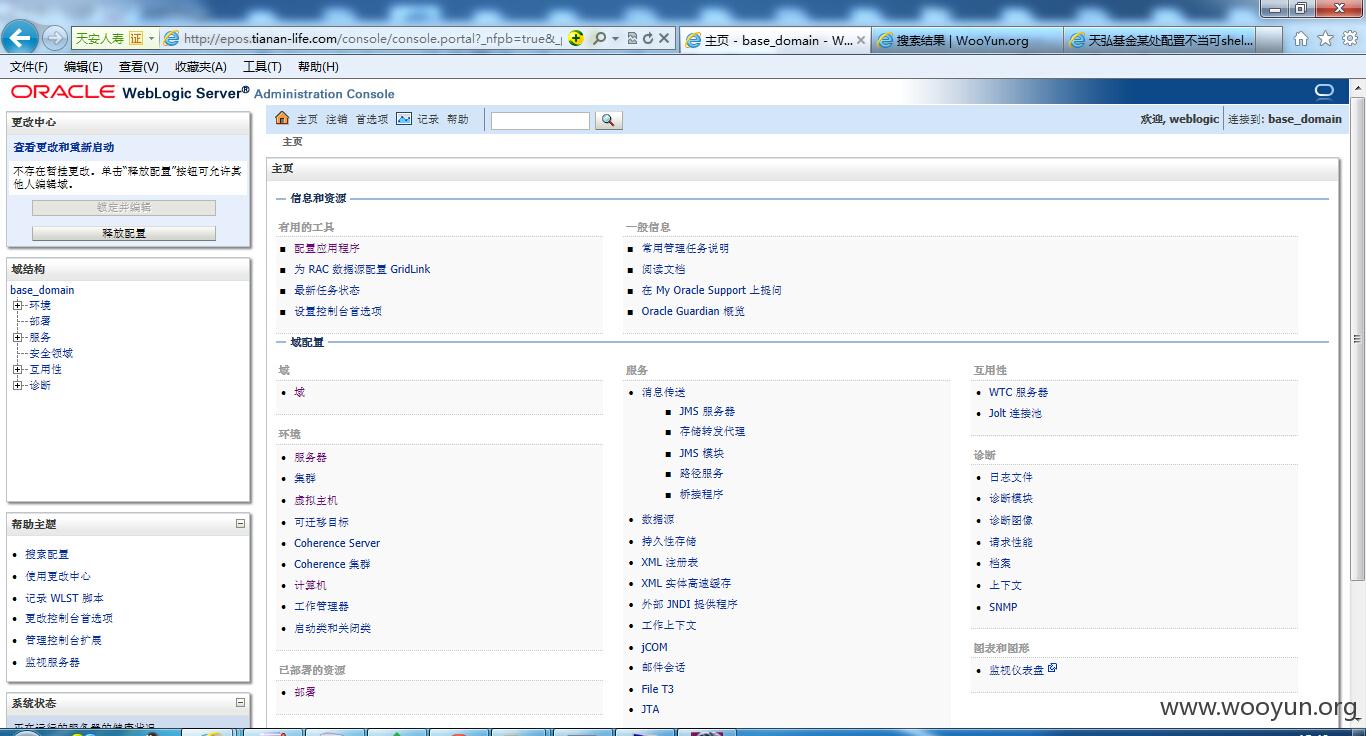 天安人寿 证 http://epos.tianan-life.com/console/console.portal?_nfpb=true&_ 主页 - base_domain - W... 搜索结果 | WooYun.org 天弘基金某处配置不当可shel...
文件(F) 编辑(E) 查看(V) 收藏夹(A) 工具(T) 帮助(H)
ORACLE WebLogic Server® Administration Console
更改中心
查看更改和重新启动
不存在暂挂更改。单击“释放配置”按钮可允许其
他人编辑域。
锁定并编辑
释放配置
域结构
base_domain
环境
部署
服务
安全领域
互用性
诊断
帮助主题
搜索配置
使用更改中心
记录 WLST 脚本
更改控制台首选项
管理控制台扩展
监视服务器
系统状态
正在运行的服务器的健康状况
主页 注销 首选项 记录 帮助
欢迎, weblogic 连接到: base_domain
主页
主页
信息和资源
有用的工具
配置应用程序
为 RAC 数据源配置 GridLink
最新任务状态
设置控制台首选项
一般信息
常用管理任务说明
阅读文档
在 My Oracle Support 上提问
Oracle Guardian 概览
域配置
域
域
环境
服务器
集群
虚拟主机
可迁移目标
Coherence Server
Coherence 集群
计算机
工作管理器
启动类和关闭类
已部署的资源
部署
服务
消息传送
JMS 服务器
存储转发代理
JMS 模块
路径服务
桥接程序
数据源
持久性存储
XML 注册表
XML 实体高速缓存
外部 JNDI 提供程序
工作上下文
jCOM
邮件会话
File T3
JTA
互用性
WTC 服务器
Jolt 连接池
诊断
日志文件
诊断模块
诊断图像
请求性能
档案
上下文
SNMP
图表和图形
监视仪表盘
www.wooyun.org